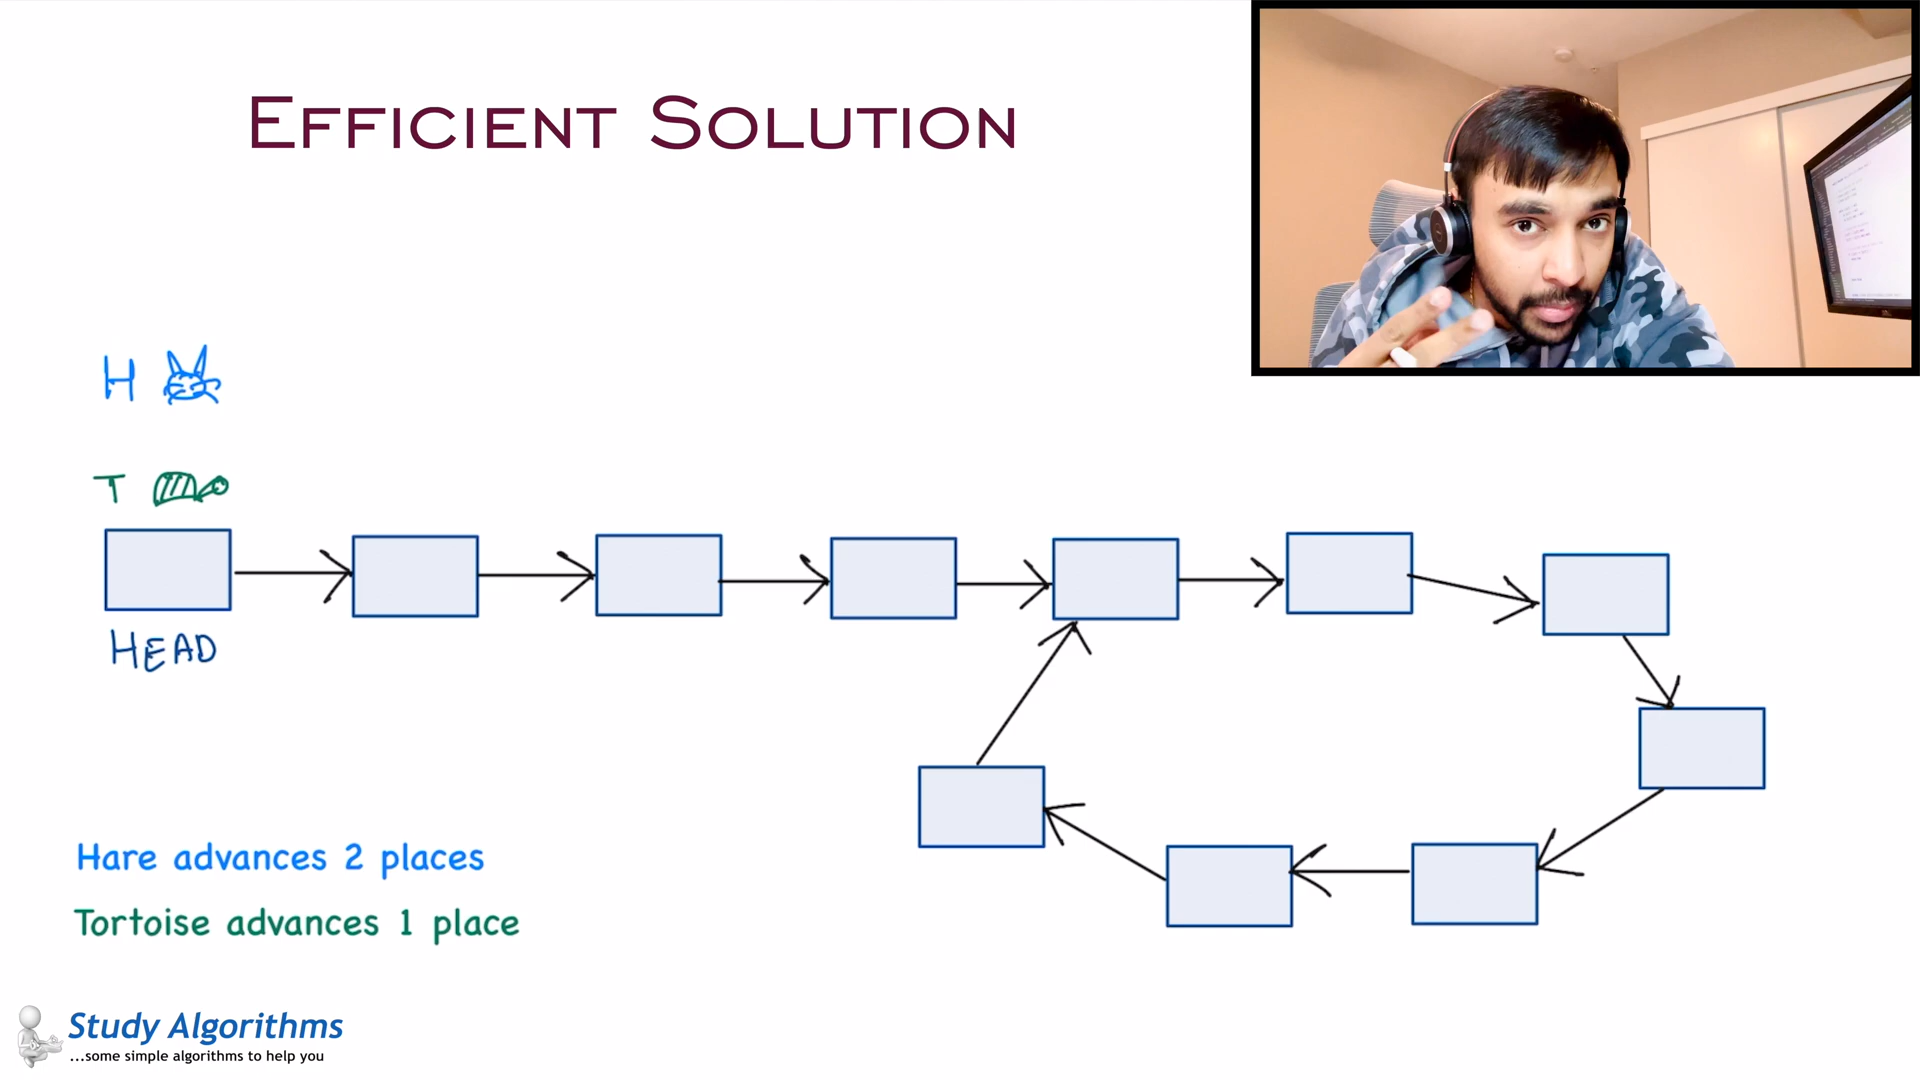 EFFICIENT SOLUTION
H
T
HEAD
Hare advances 2 places
Tortoise advances 1 place
Study Algorithms
...some simple algorithms to help you